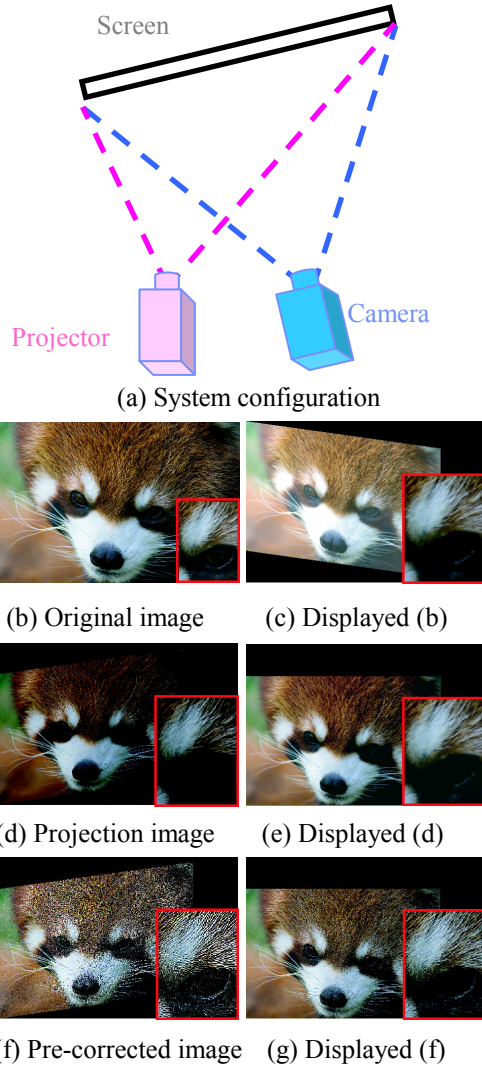 Screen
Projector
Camera
(a) System configuration
(b) Original image
(c) Displayed (b)
(d) Projection image
(e) Displayed (d)
(f) Pre-corrected image
(g) Displayed (f)